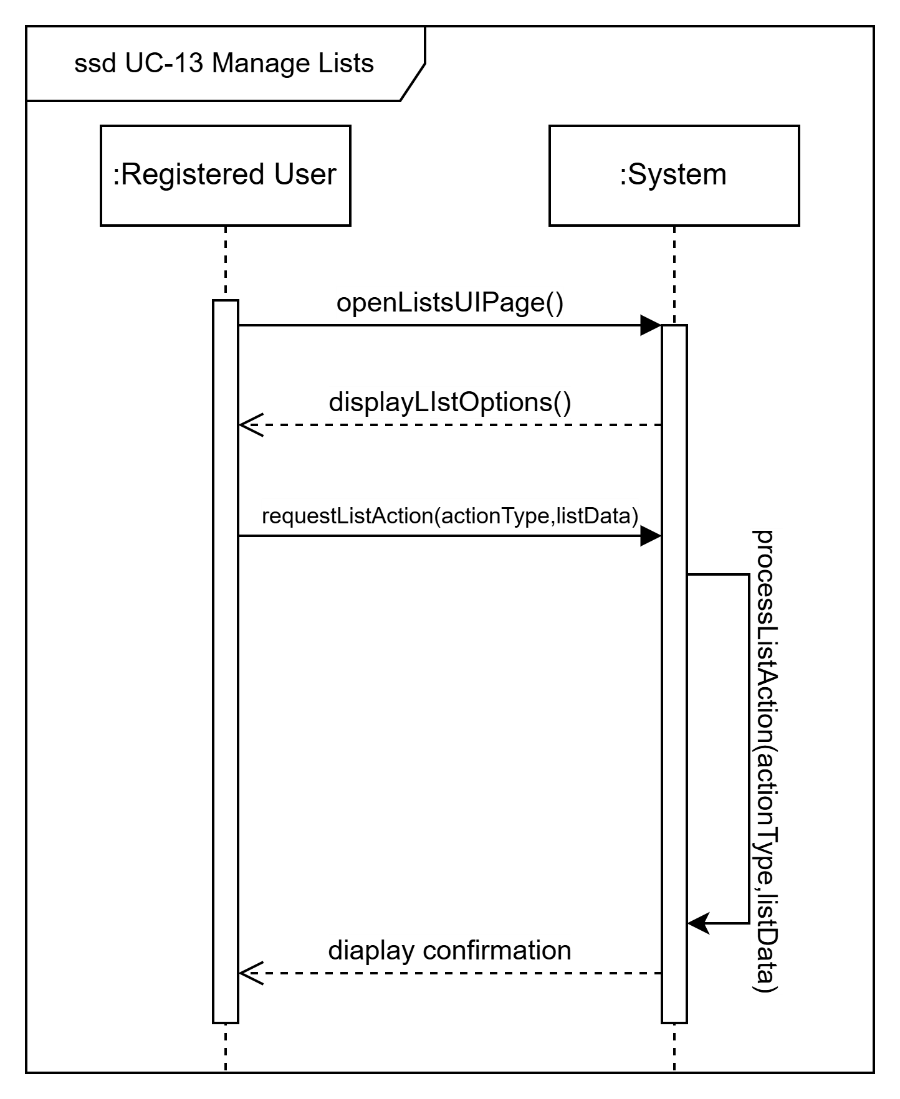 ssd UC-13 Manage Lists
:Registered User
:System
openListsUIPage()
displayLIstOptions()
requestListAction(actionType,listData)
processListAction(actionType,listData)
diaplay confirmation